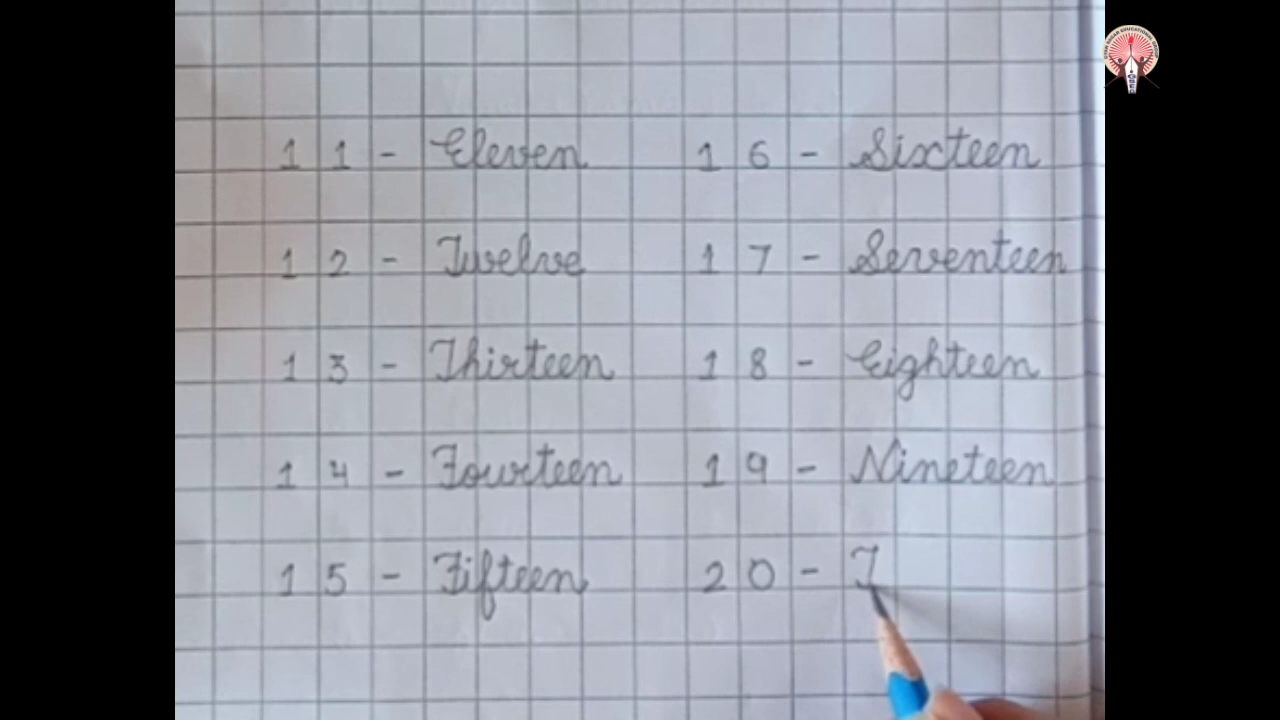 11 - Eleven
12 - Twelve
13 - Thirteen
14 - Fourteen
15 - Fifteen
16 - Sixteen
17 - Seventeen
18 - Eighteen
19 - Nineteen
20 - T